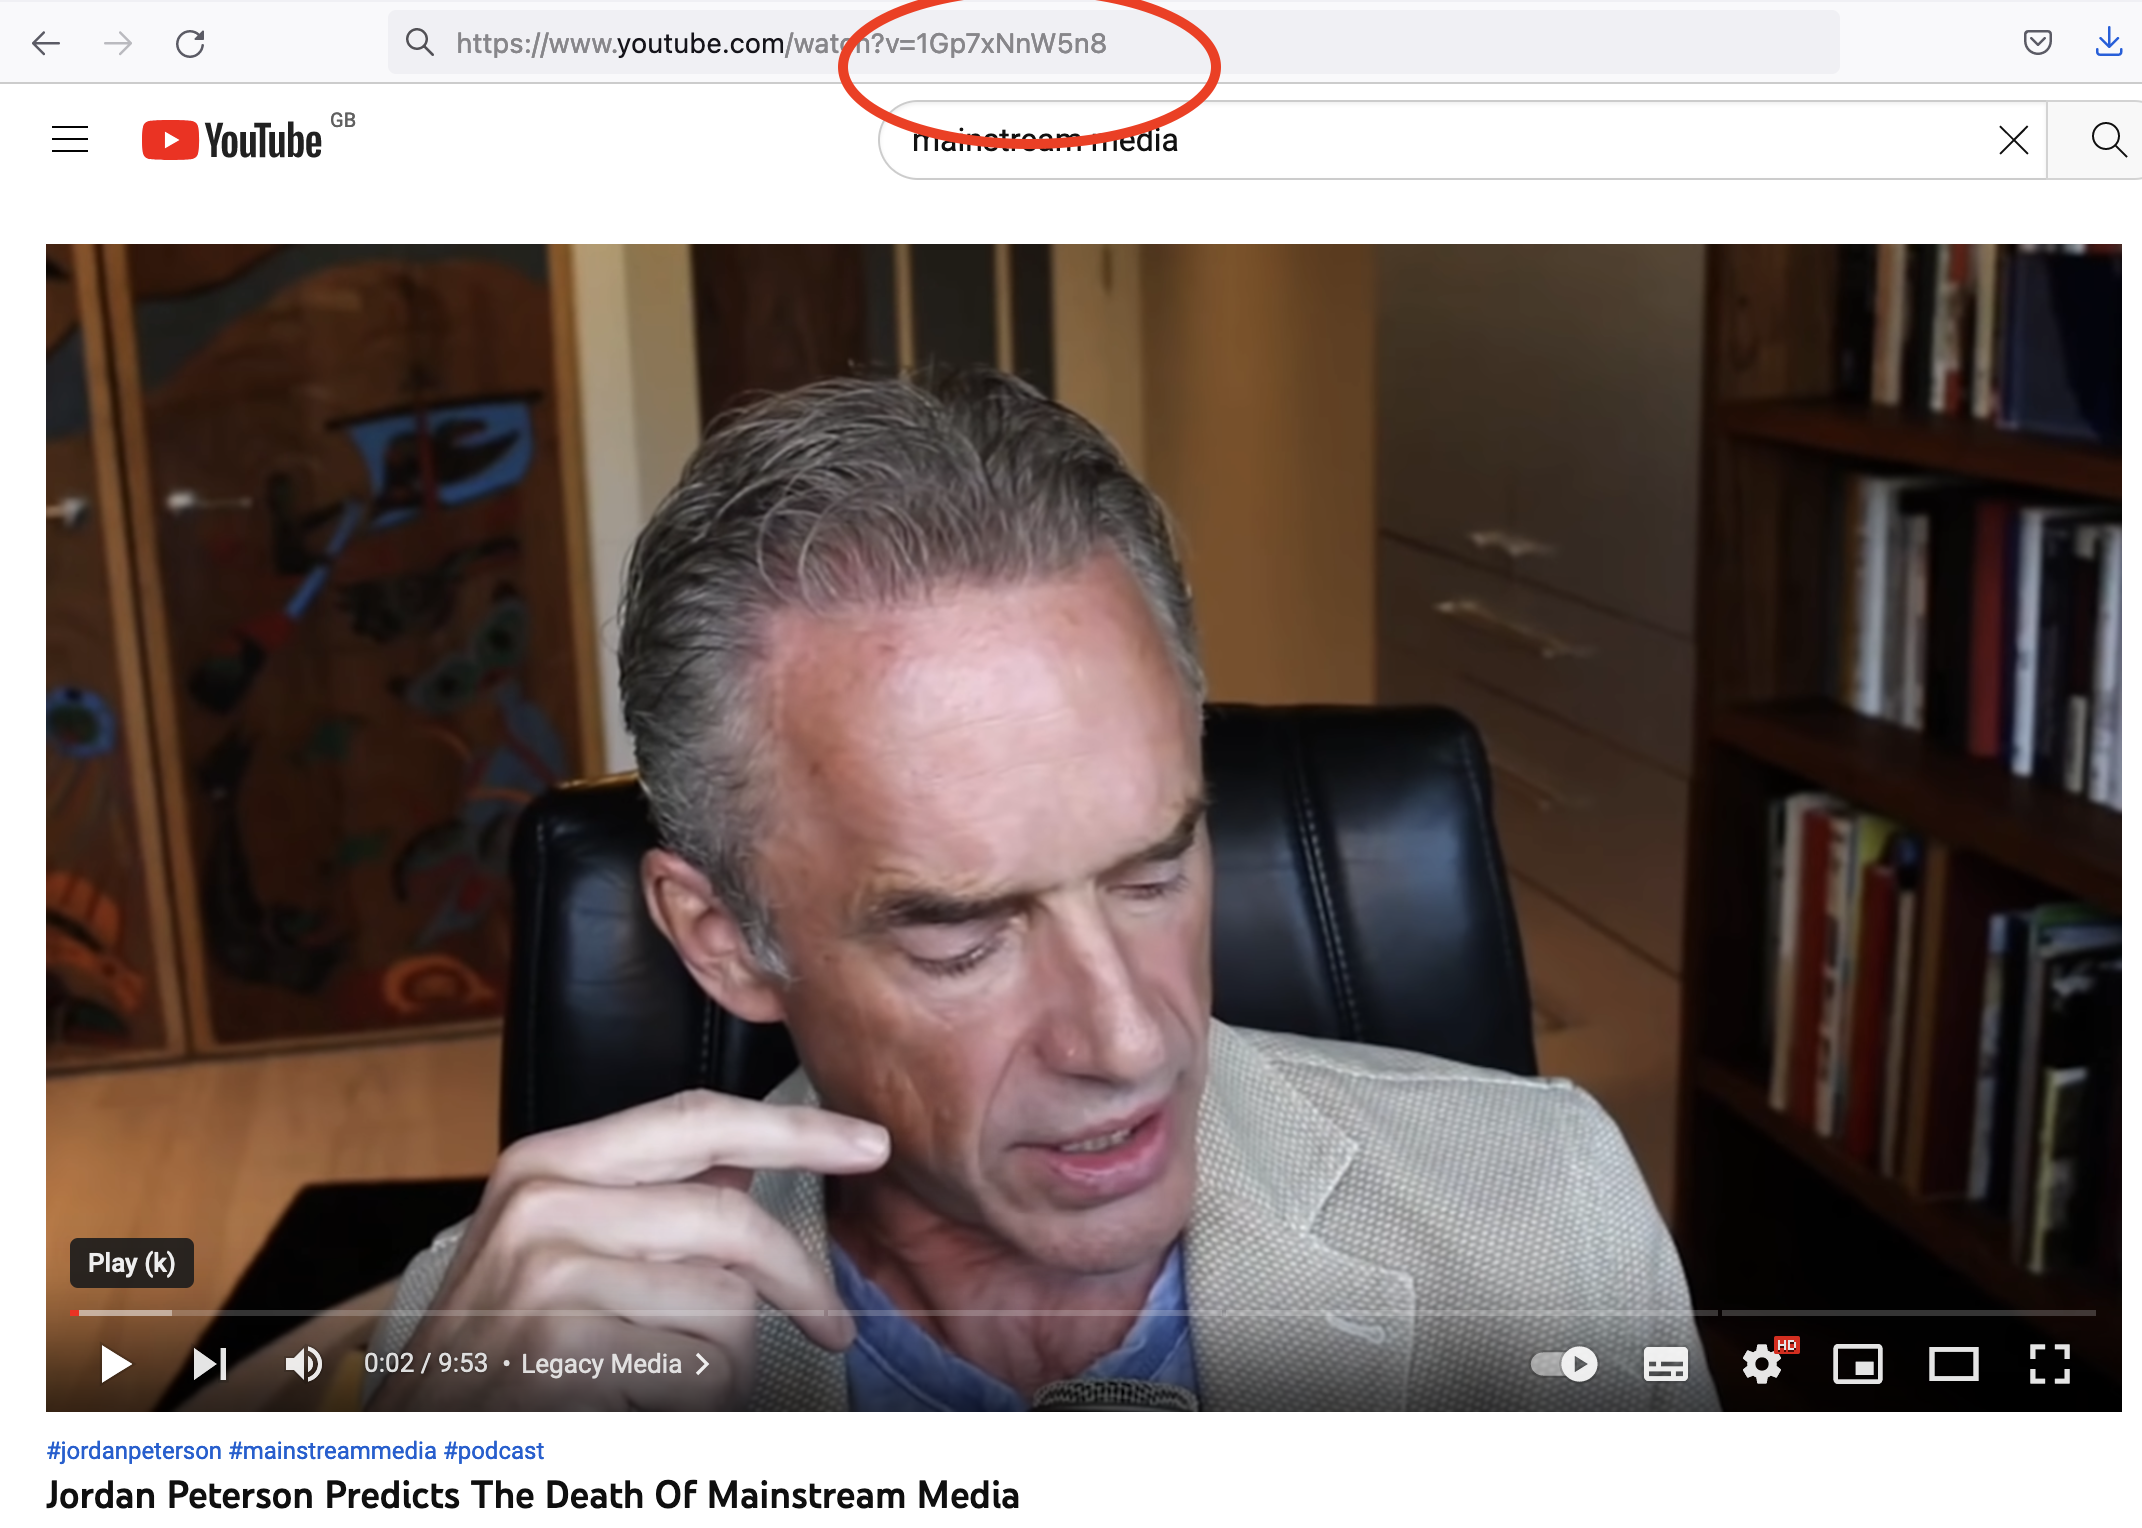 https://www.youtube.com/watch?v=1Gp7xNnW5n8
YouTube GB
mainstream media
Play (k)
0:02 / 9:53 • Legacy Media
HD
#jordanpeterson #mainstreammedia #podcast
Jordan Peterson Predicts The Death Of Mainstream Media